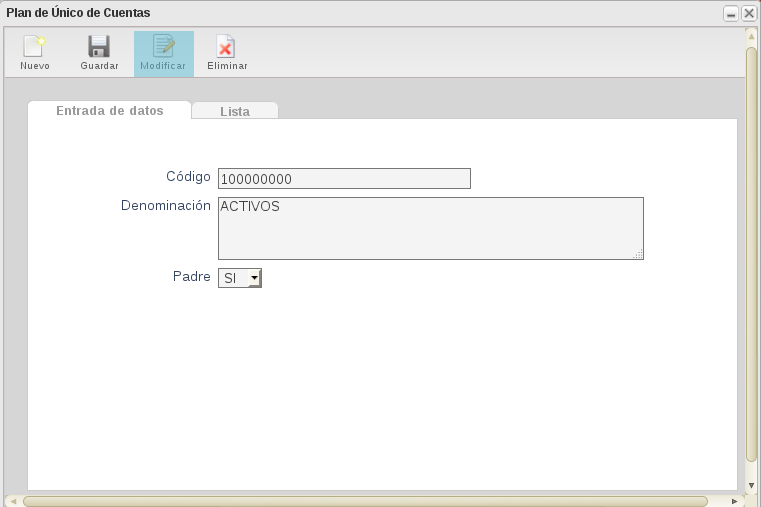 Plan de Único de Cuentas
Nuevo Guardar Modificar Eliminar
Entrada de datos Lista
Código 100000000
Denominación ACTIVOS
Padre SI